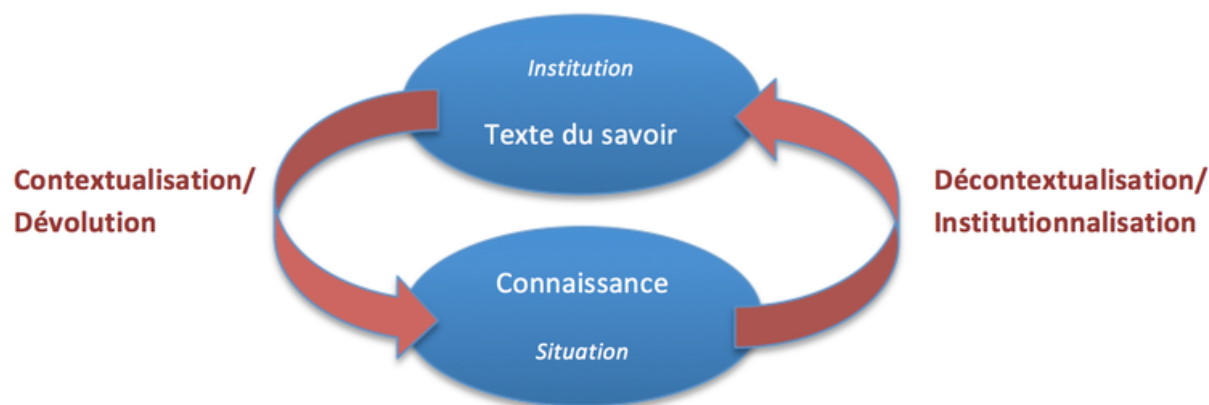 Institution
Texte du savoir
Contextualisation/
Dévolution
Décontextualisation/
Institutionnalisation
Connaissance
Situation